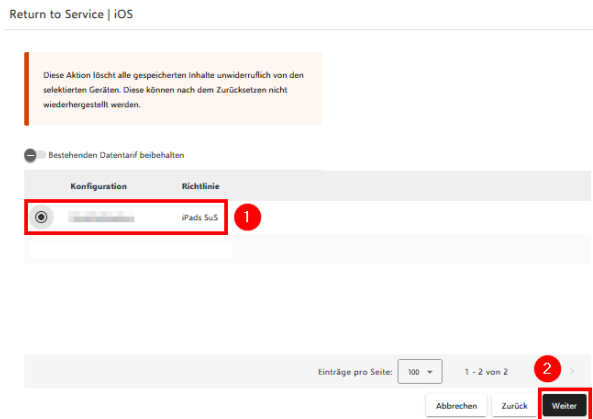 Return to Service | iOS
Diese Aktion löscht alle gespeicherten Inhalte unwiderruflich von den
selektierten Geräten. Diese können nach dem Zurücksetzen nicht
wiederhergestellt werden.
Bestehenden Datentarif beibehalten
Konfiguration Richtlinie
iPads SuS 1
Einträge pro Seite: 100 1 - 2 von 2 2
Abbrechen Zurück Weiter